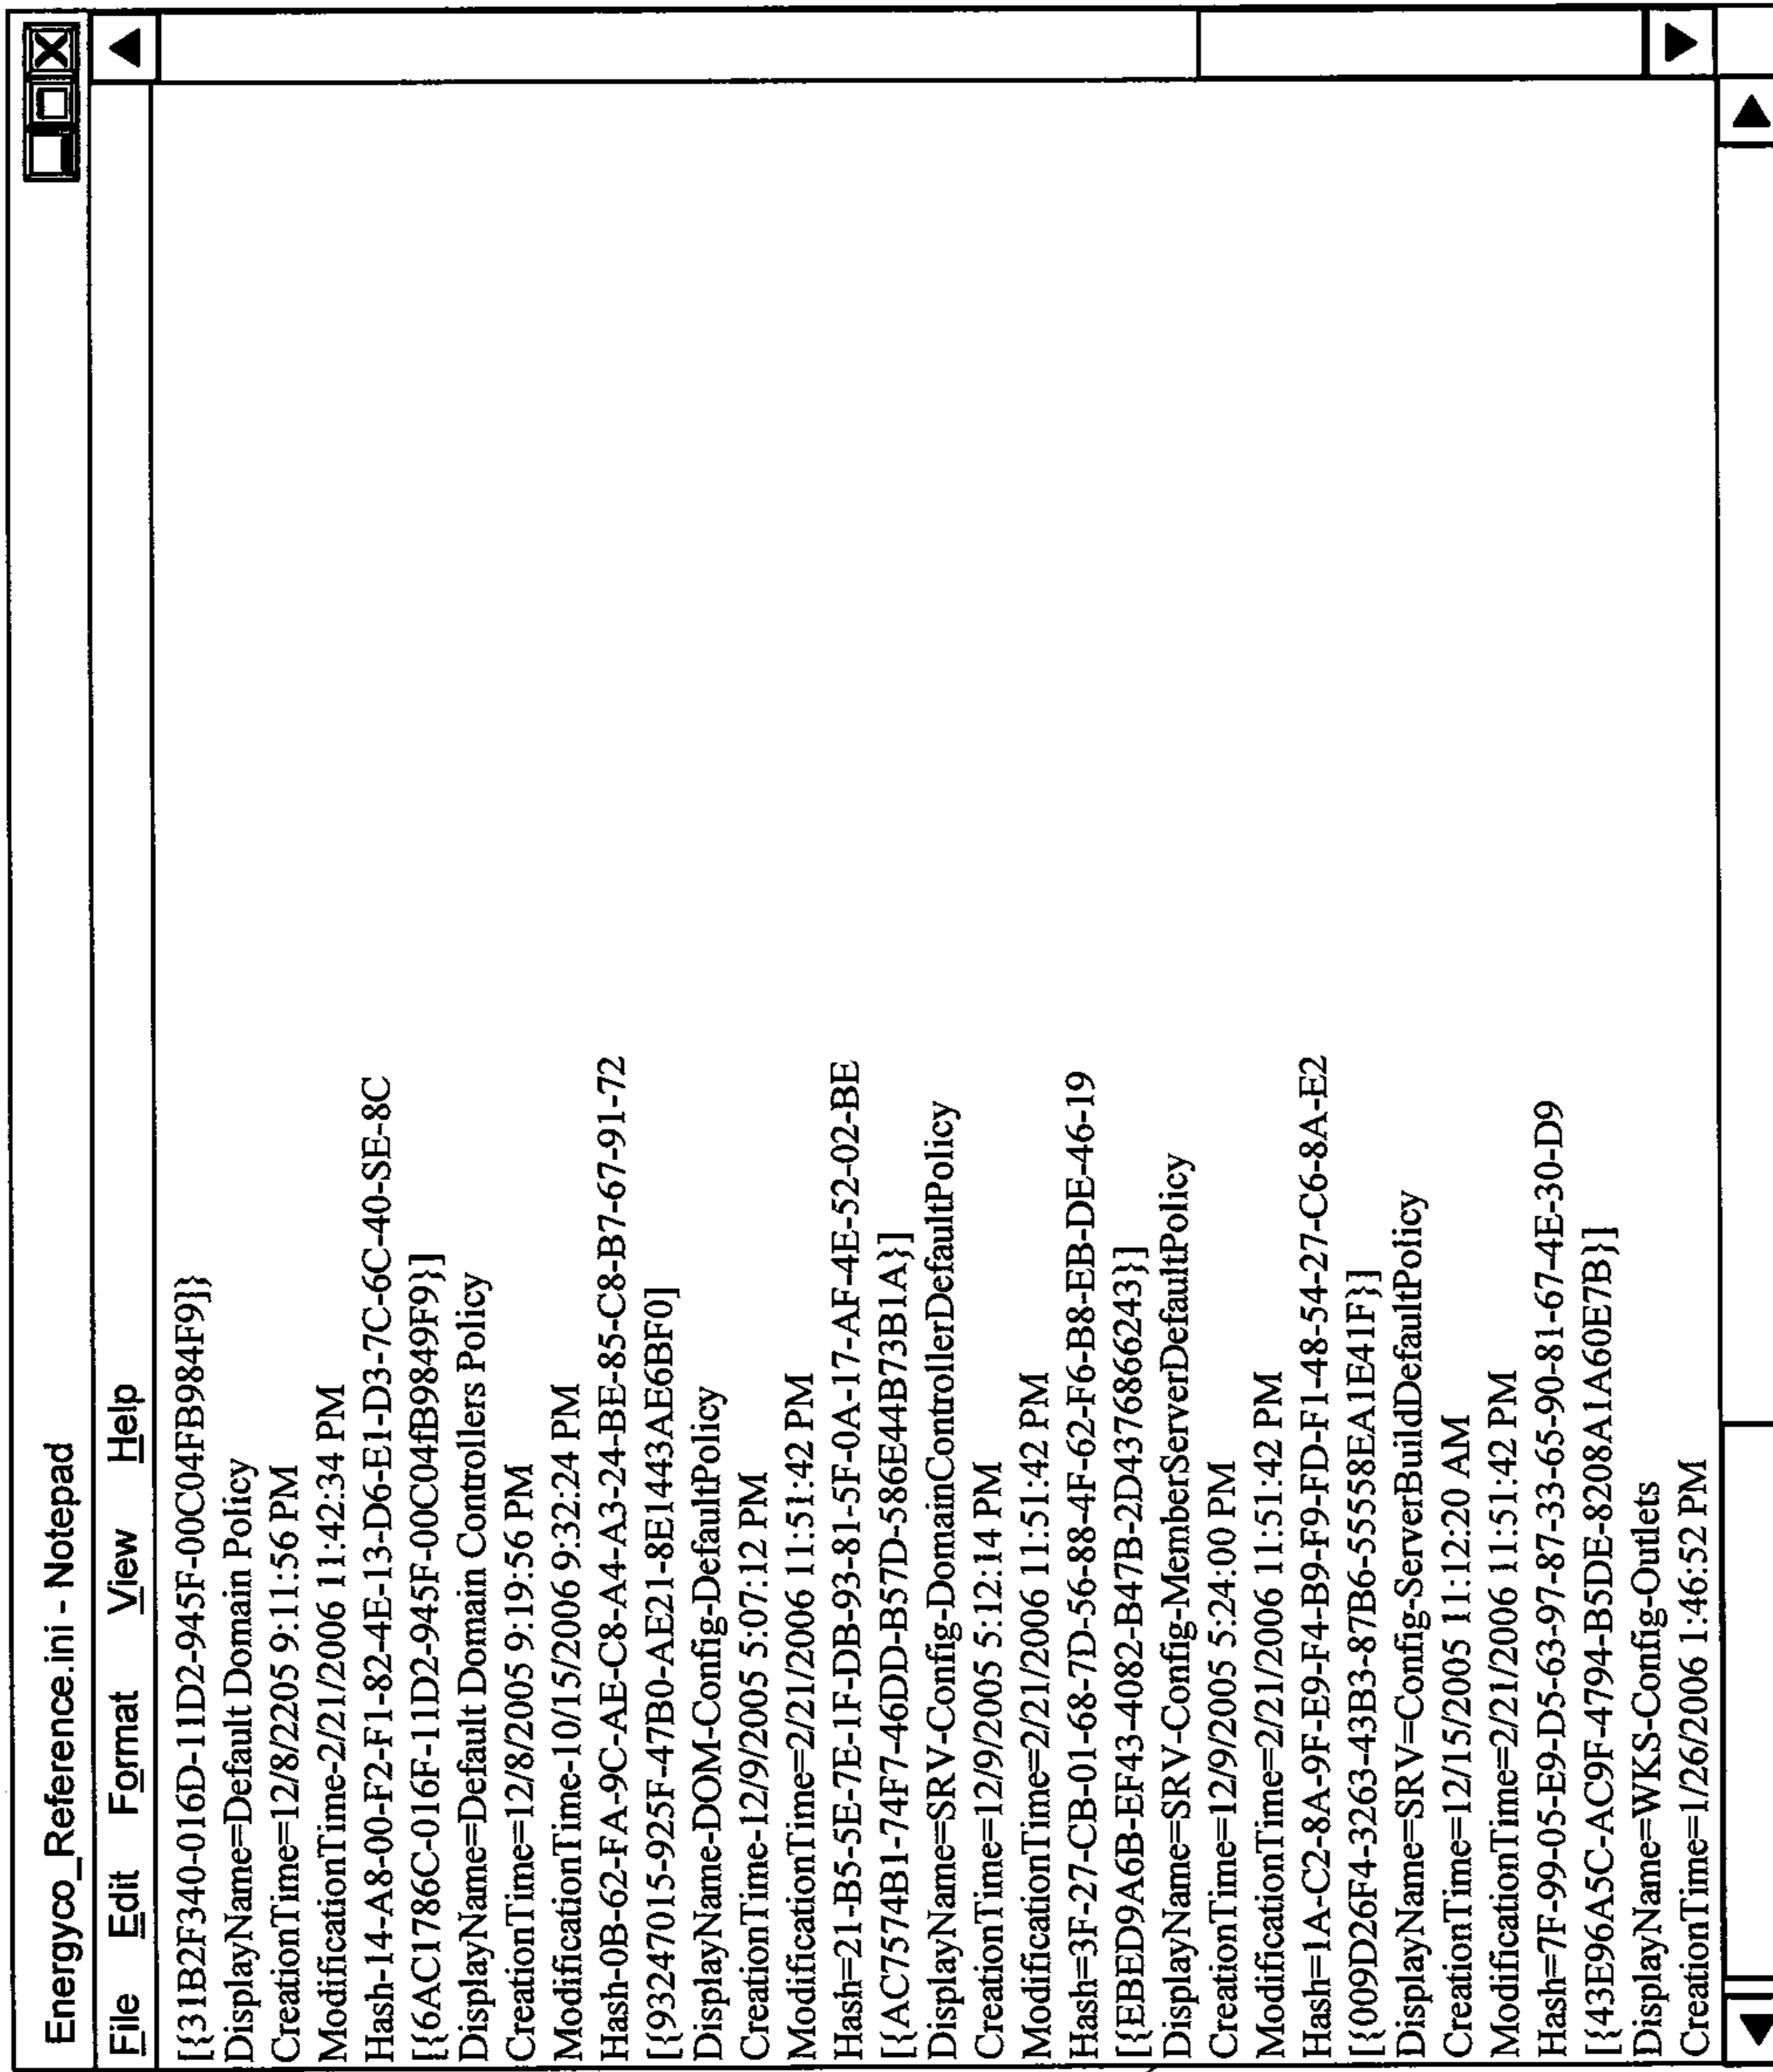 Energyco_Reference.ini - Notepad
File Edit Format View Help
[{31B2F340-016D-11D2-945F-00C04FB984F9]}
DisplayName=Default Domain Policy
CreationTime=12/8/2205 9:11:56 PM
ModificationTime-2/21/2006 11:42:34 PM
Hash-14-A8-00-F2-F1-82-4E-13-D6-E1-D3-7C-6C-40-SE-8C
[{6AC1786C-016F-11D2-945F-00C04fB9849F9}]
DisplayName=Default Domain Controllers Policy
CreationTime=12/8/2005 9:19:56 PM
ModificationTime-10/15/2006 9:32:24 PM
Hash-0B-62-FA-9C-AE-C8-A4-A3-24-BE-85-C8-B7-67-91-72
[{93247015-925F-47B0-AE21-8E1443AE6BF0]
DisplayName-DOM-Config-DefaultPolicy
CreationTime-12/9/2005 5:07:12 PM
ModificationTime=2/21/2006 11:51:42 PM
Hash=21-B5-5E-7E-1F-DB-93-81-5F-0A-17-AF-4E-52-02-BE
[{AC7574B1-74F7-46DD-B57D-586E44B73B1A}]
DisplayName=SRV-Config-DomainControllerDefaultPolicy
CreationTime=12/9/2005 5:12:14 PM
ModificationTime=2/21/2006 11:51:42 PM
Hash=3F-27-CB-01-68-7D-56-88-4F-62-F6-B8-EB-DE-46-19
[{EBED9A6B-EF43-4082-B47B-2D4376866243}]
DisplayName=SRV-Config-MemberServerDefaultPolicy
CreationTime=12/9/2005 5:24:00 PM
ModificationTime=2/21/2006 11:51:42 PM
Hash=1A-C2-8A-9F-E9-F4-B9-F9-FD-F1-48-54-27-C6-8A-E2
[{009D26F4-3263-43B3-87B6-55558EA1E41F}]
DisplayName=SRV=Config-ServerBuildDefaultPolicy
CreationTime=12/15/2005 11:12:20 AM
ModificationTime=2/21/2006 11:51:42 PM
Hash=7F-99-05-E9-D5-63-97-87-33-65-90-81-67-4E-30-D9
[{43E96A5C-AC9F-4794-B5DE-8208A1A60E7B}]
DisplayName=WKS-Config-Outlets
CreationTime=1/26/2006 1:46:52 PM